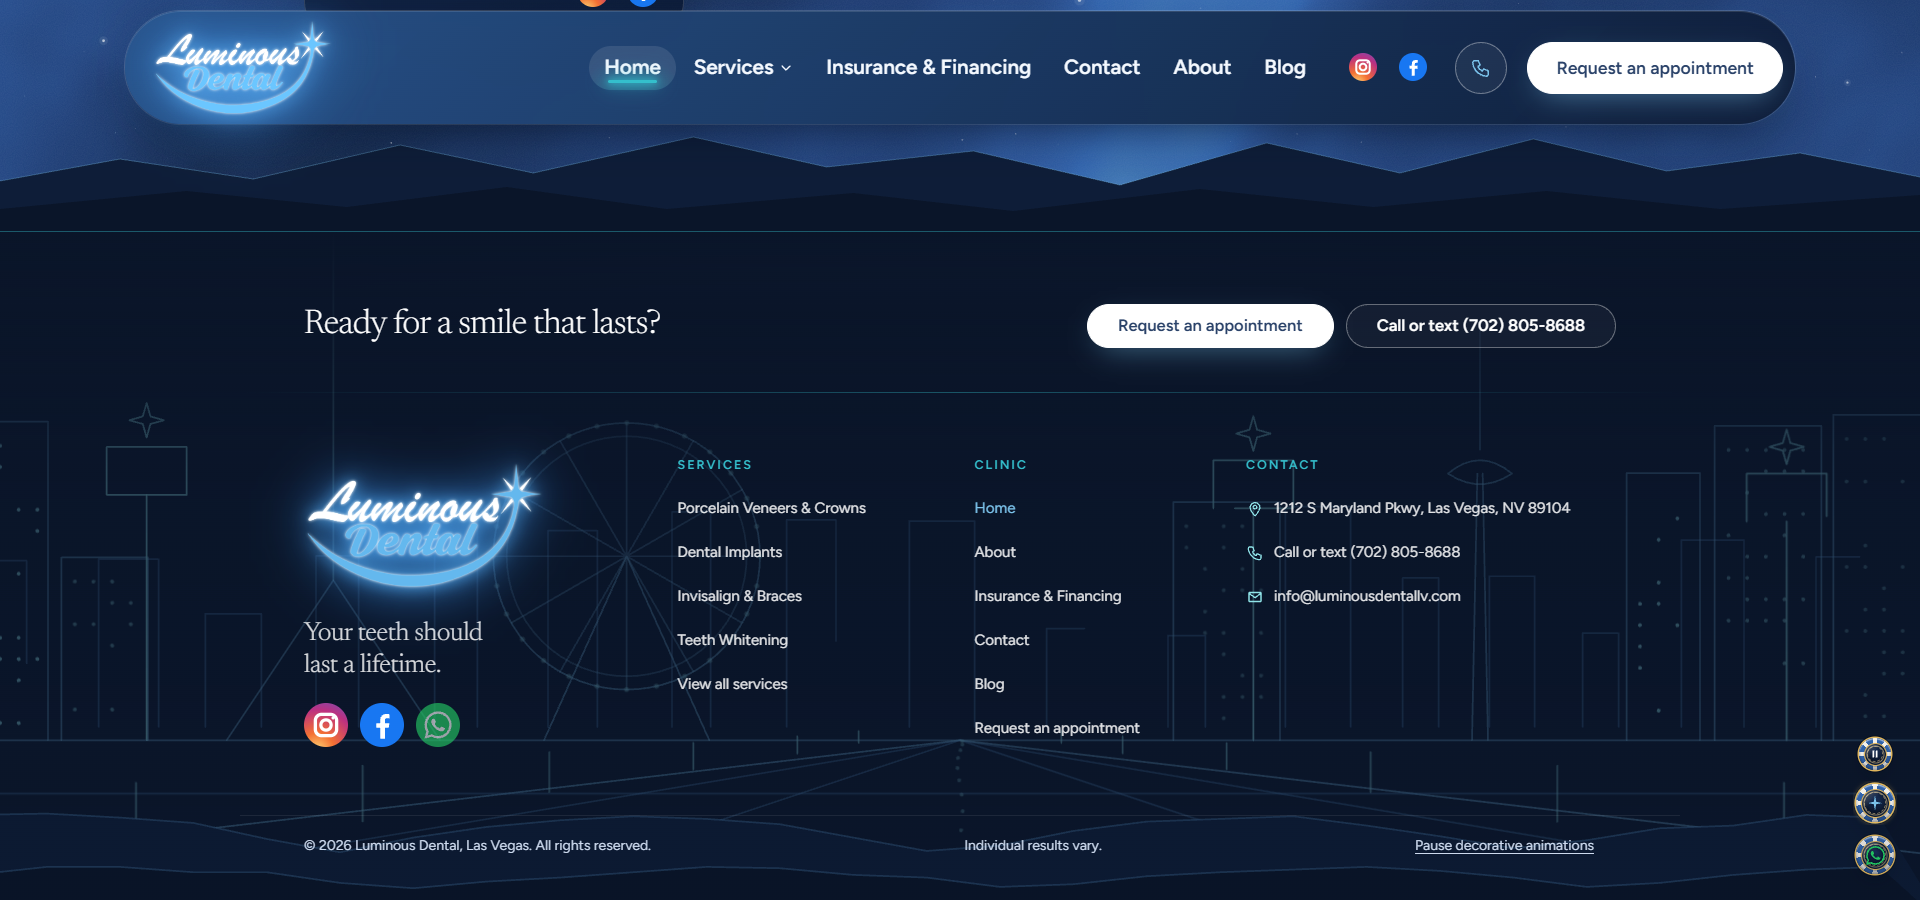 Luminous
Dental
Home
Services
Insurance & Financing
Contact
About
Blog
Request an appointment
Ready for a smile that lasts?
Request an appointment
Call or text (702) 805-8688
Luminous
Dental
Your teeth should
last a lifetime.
SERVICES
Porcelain Veneers & Crowns
Dental Implants
Invisalign & Braces
Teeth Whitening
View all services
CLINIC
Home
About
Insurance & Financing
Contact
Blog
Request an appointment
CONTACT
1212 S Maryland Pkwy, Las Vegas, NV 89104
Call or text (702) 805-8688
info@luminousdentallv.com
© 2026 Luminous Dental, Las Vegas. All rights reserved.
Individual results vary.
Pause decorative animations